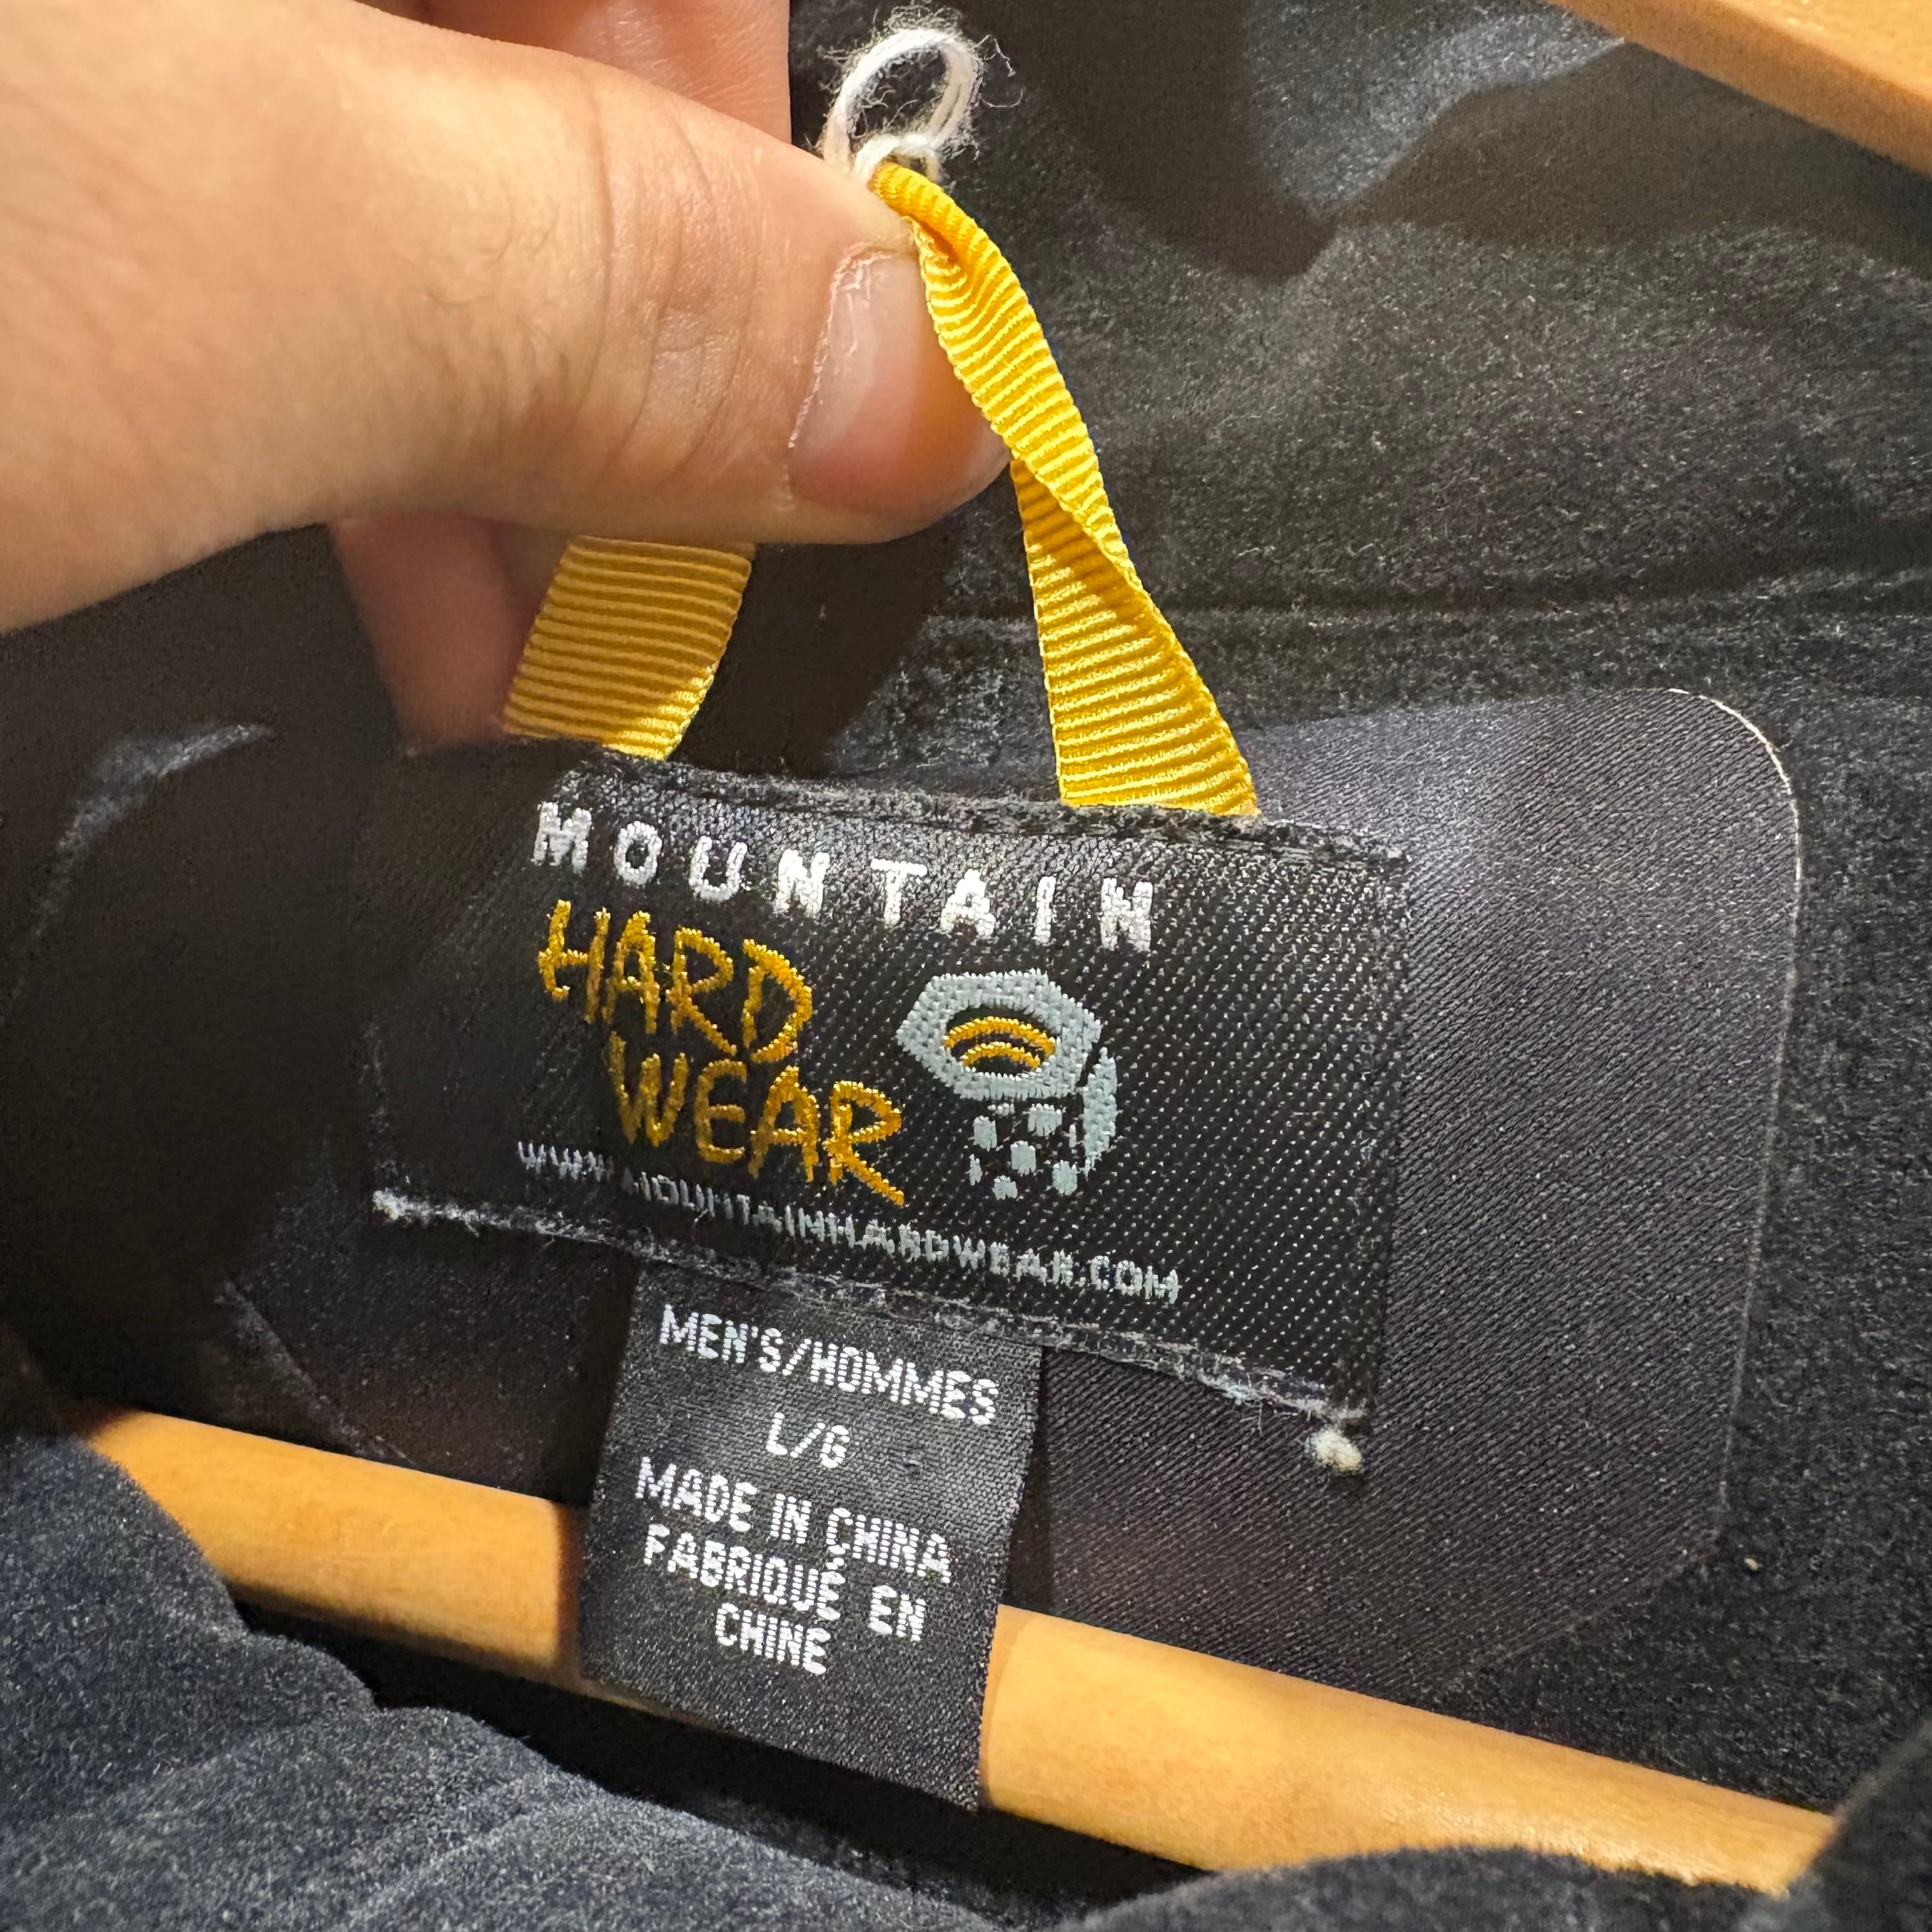 MOUNTAIN
HARD
WEAR
WWW.MOUNTAINHARDWEAR.COM
MEN'S/HOMMES
L/G
MADE IN CHINA
FABRIQUÉ EN
CHINE